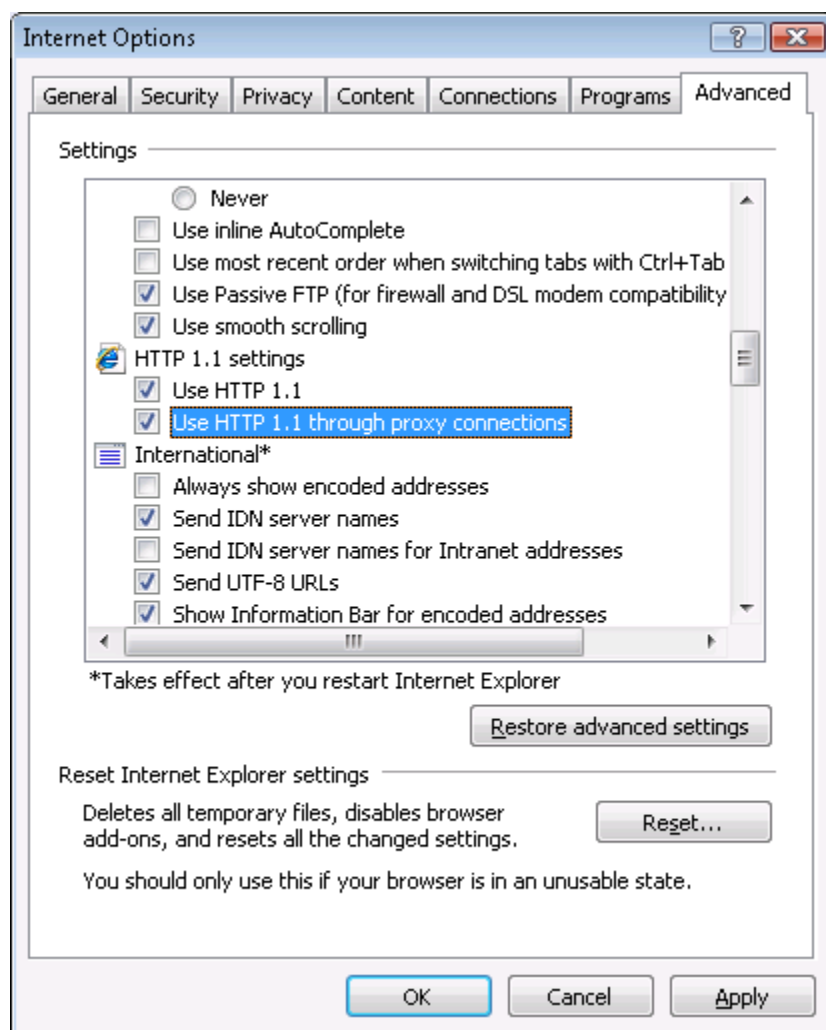 Internet Options
General Security Privacy Content Connections Programs Advanced
Settings
Never
Use inline AutoComplete
Use most recent order when switching tabs with Ctrl+Tab
Use Passive FTP (for firewall and DSL modem compatibility
Use smooth scrolling
HTTP 1.1 settings
Use HTTP 1.1
Use HTTP 1.1 through proxy connections
International*
Always show encoded addresses
Send IDN server names
Send IDN server names for Intranet addresses
Send UTF-8 URLs
Show Information Bar for encoded addresses
*Takes effect after you restart Internet Explorer
Restore advanced settings
Reset Internet Explorer settings
Deletes all temporary files, disables browser
add-ons, and resets all the changed settings.
Reset...
You should only use this if your browser is in an unusable state.
OK Cancel Apply